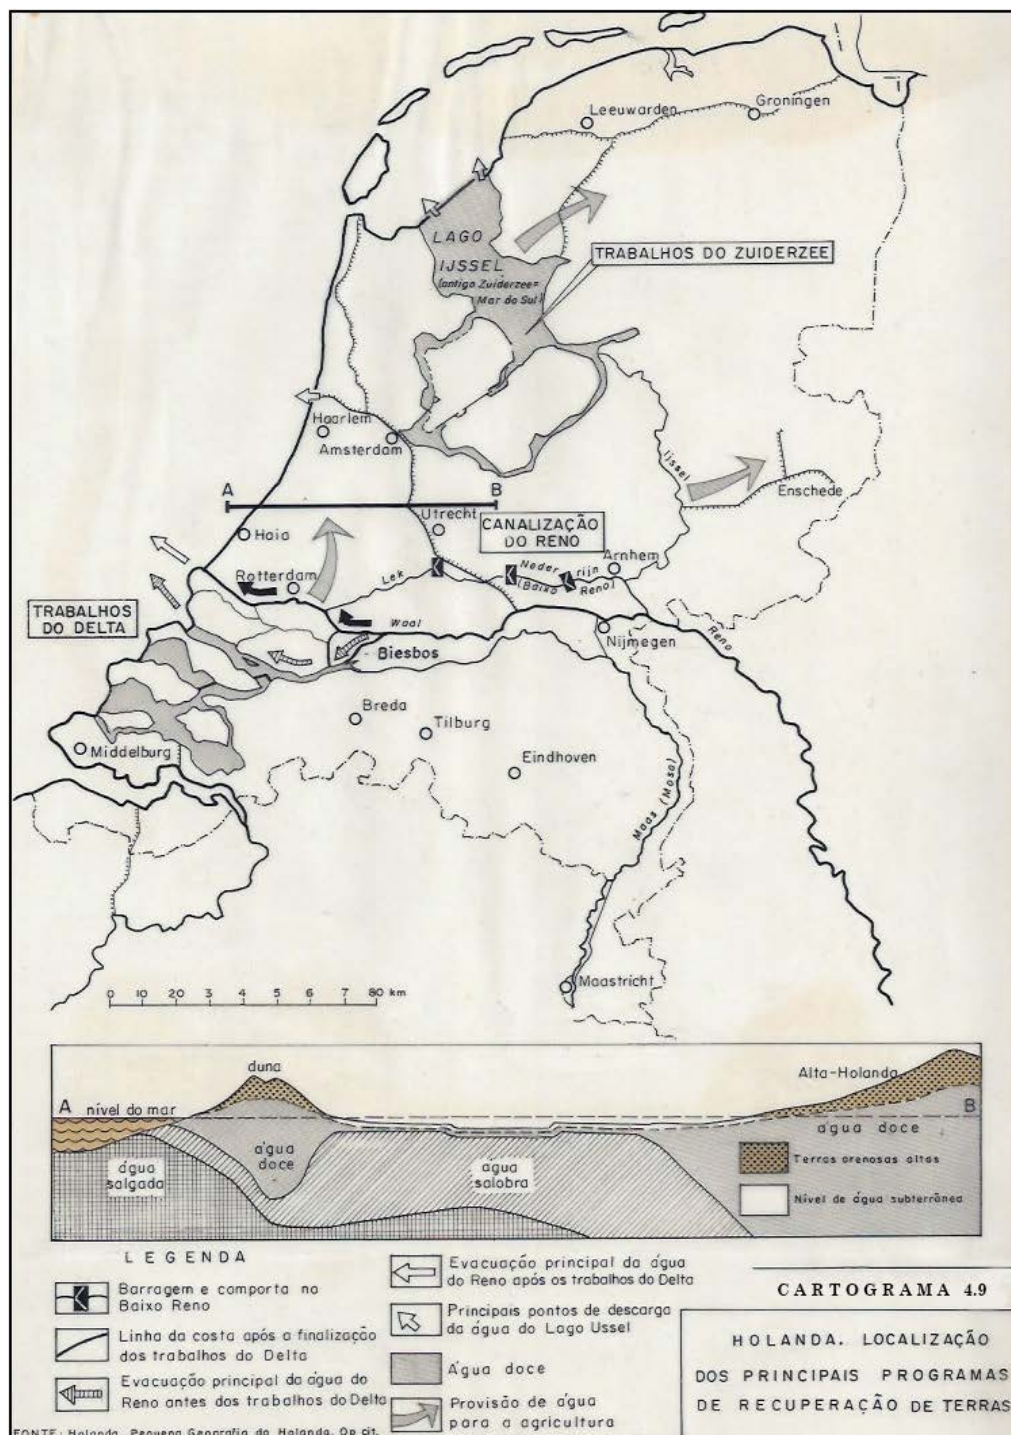 Leeuwarden
Groningen
LAGO
IJSSEL
(antigo Zuiderzee=
Mar do Sul)
TRABALHOS DO ZUIDERZEE
Haarlem
Amsterdam
Ijssel
Enschede
A
B
Utrecht
CANALIZAÇÃO
DO RENO
Haia
Arnhem
Neder rijn
(Baixo Reno)
Lek
Rotterdam
TRABALHOS
DO DELTA
Waal
Nijmegen
Reno
Biesbos
Breda
Tilburg
Middelburg
Eindhoven
Maas (Mosa)
Maastricht
0 10 20 3 4 5 6 7 80 km
duna
Alta-Holanda
A
nível do mar
B
água doce
água
doce
água
salgada
água
salobra
Terras arenosas altas
Nível de água subterrânea
LEGENDA
Barragem e comporta no
Baixo Reno
Linha da costa após a finalização
dos trabalhos do Delta
Evacuação principal da água do
Reno antes dos trabalhos do Delta
Evacuação principal da água
do Reno após os trabalhos do Delta
Principais pontos de descarga
da água do Lago Ussel
Água doce
Provisão de água
para a agricultura
CARTOGRAMA 4.9
HOLANDA. LOCALIZAÇÃO
DOS PRINCIPAIS PROGRAMAS
DE RECUPERAÇÃO DE TERRAS
FONTE: Holanda. Pequena Geografia da Holanda. Op cit.